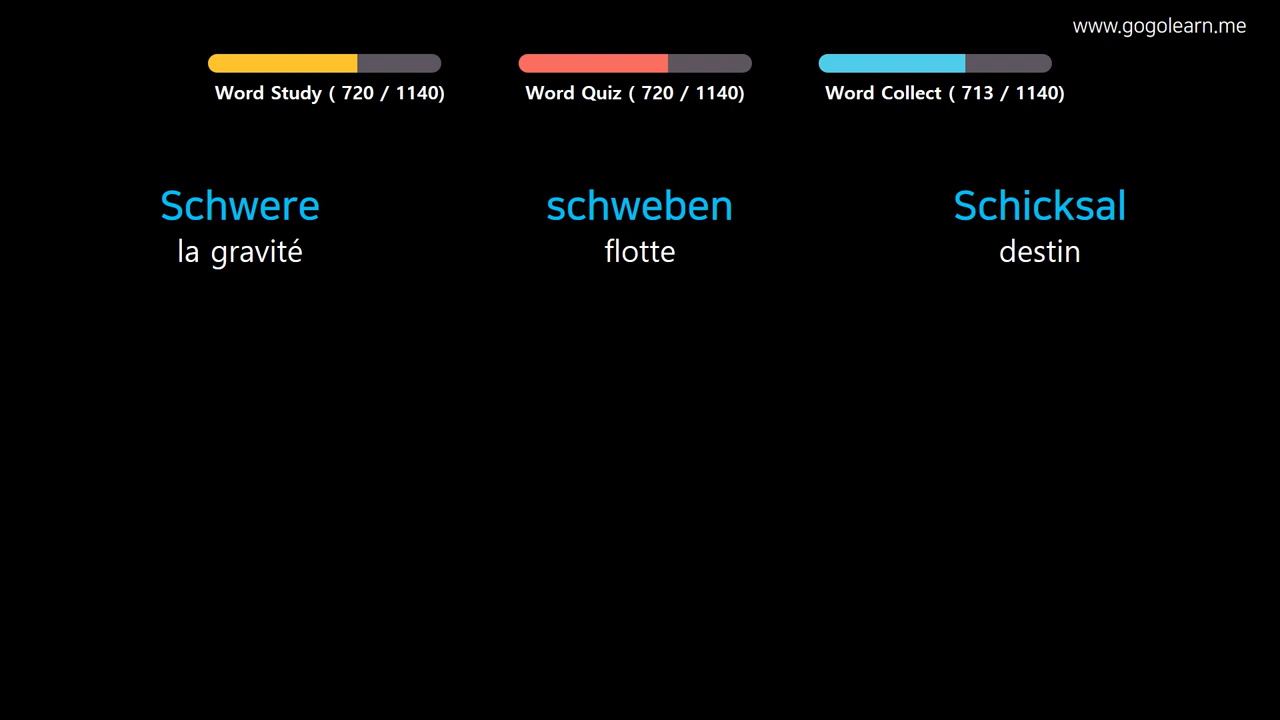 www.gogolearn.me
Word Study ( 720 / 1140)
Word Quiz ( 720 / 1140)
Word Collect ( 713 / 1140)
Schwere
la gravité
schweben
flotte
Schicksal
destin